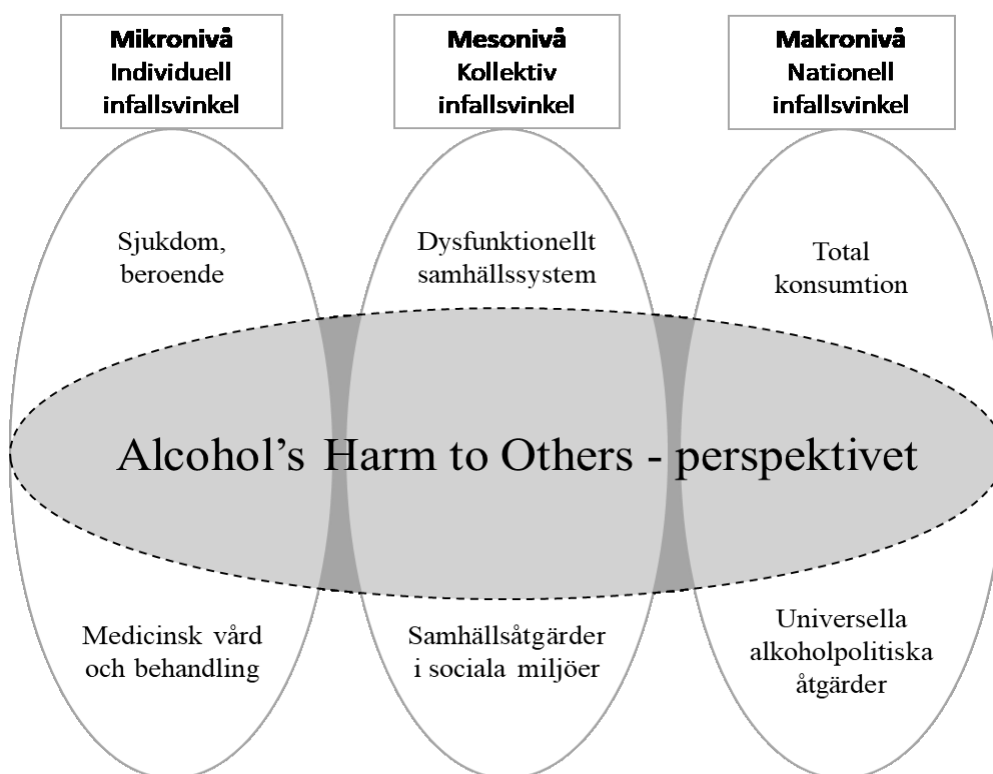 Mikronivå
Individuell
infallsvinkel
Mesonivå
Kollektiv
infallsvinkel
Makronivå
Nationell
infallsvinkel
Sjukdom,
beroende
Dysfunktionellt
samhällssystem
Total
konsumtion
Alcohol’s Harm to Others - perspektivet
Medicinsk vård
och behandling
Samhällsåtgärder
i sociala miljöer
Universella
alkoholpolitiska
åtgärder